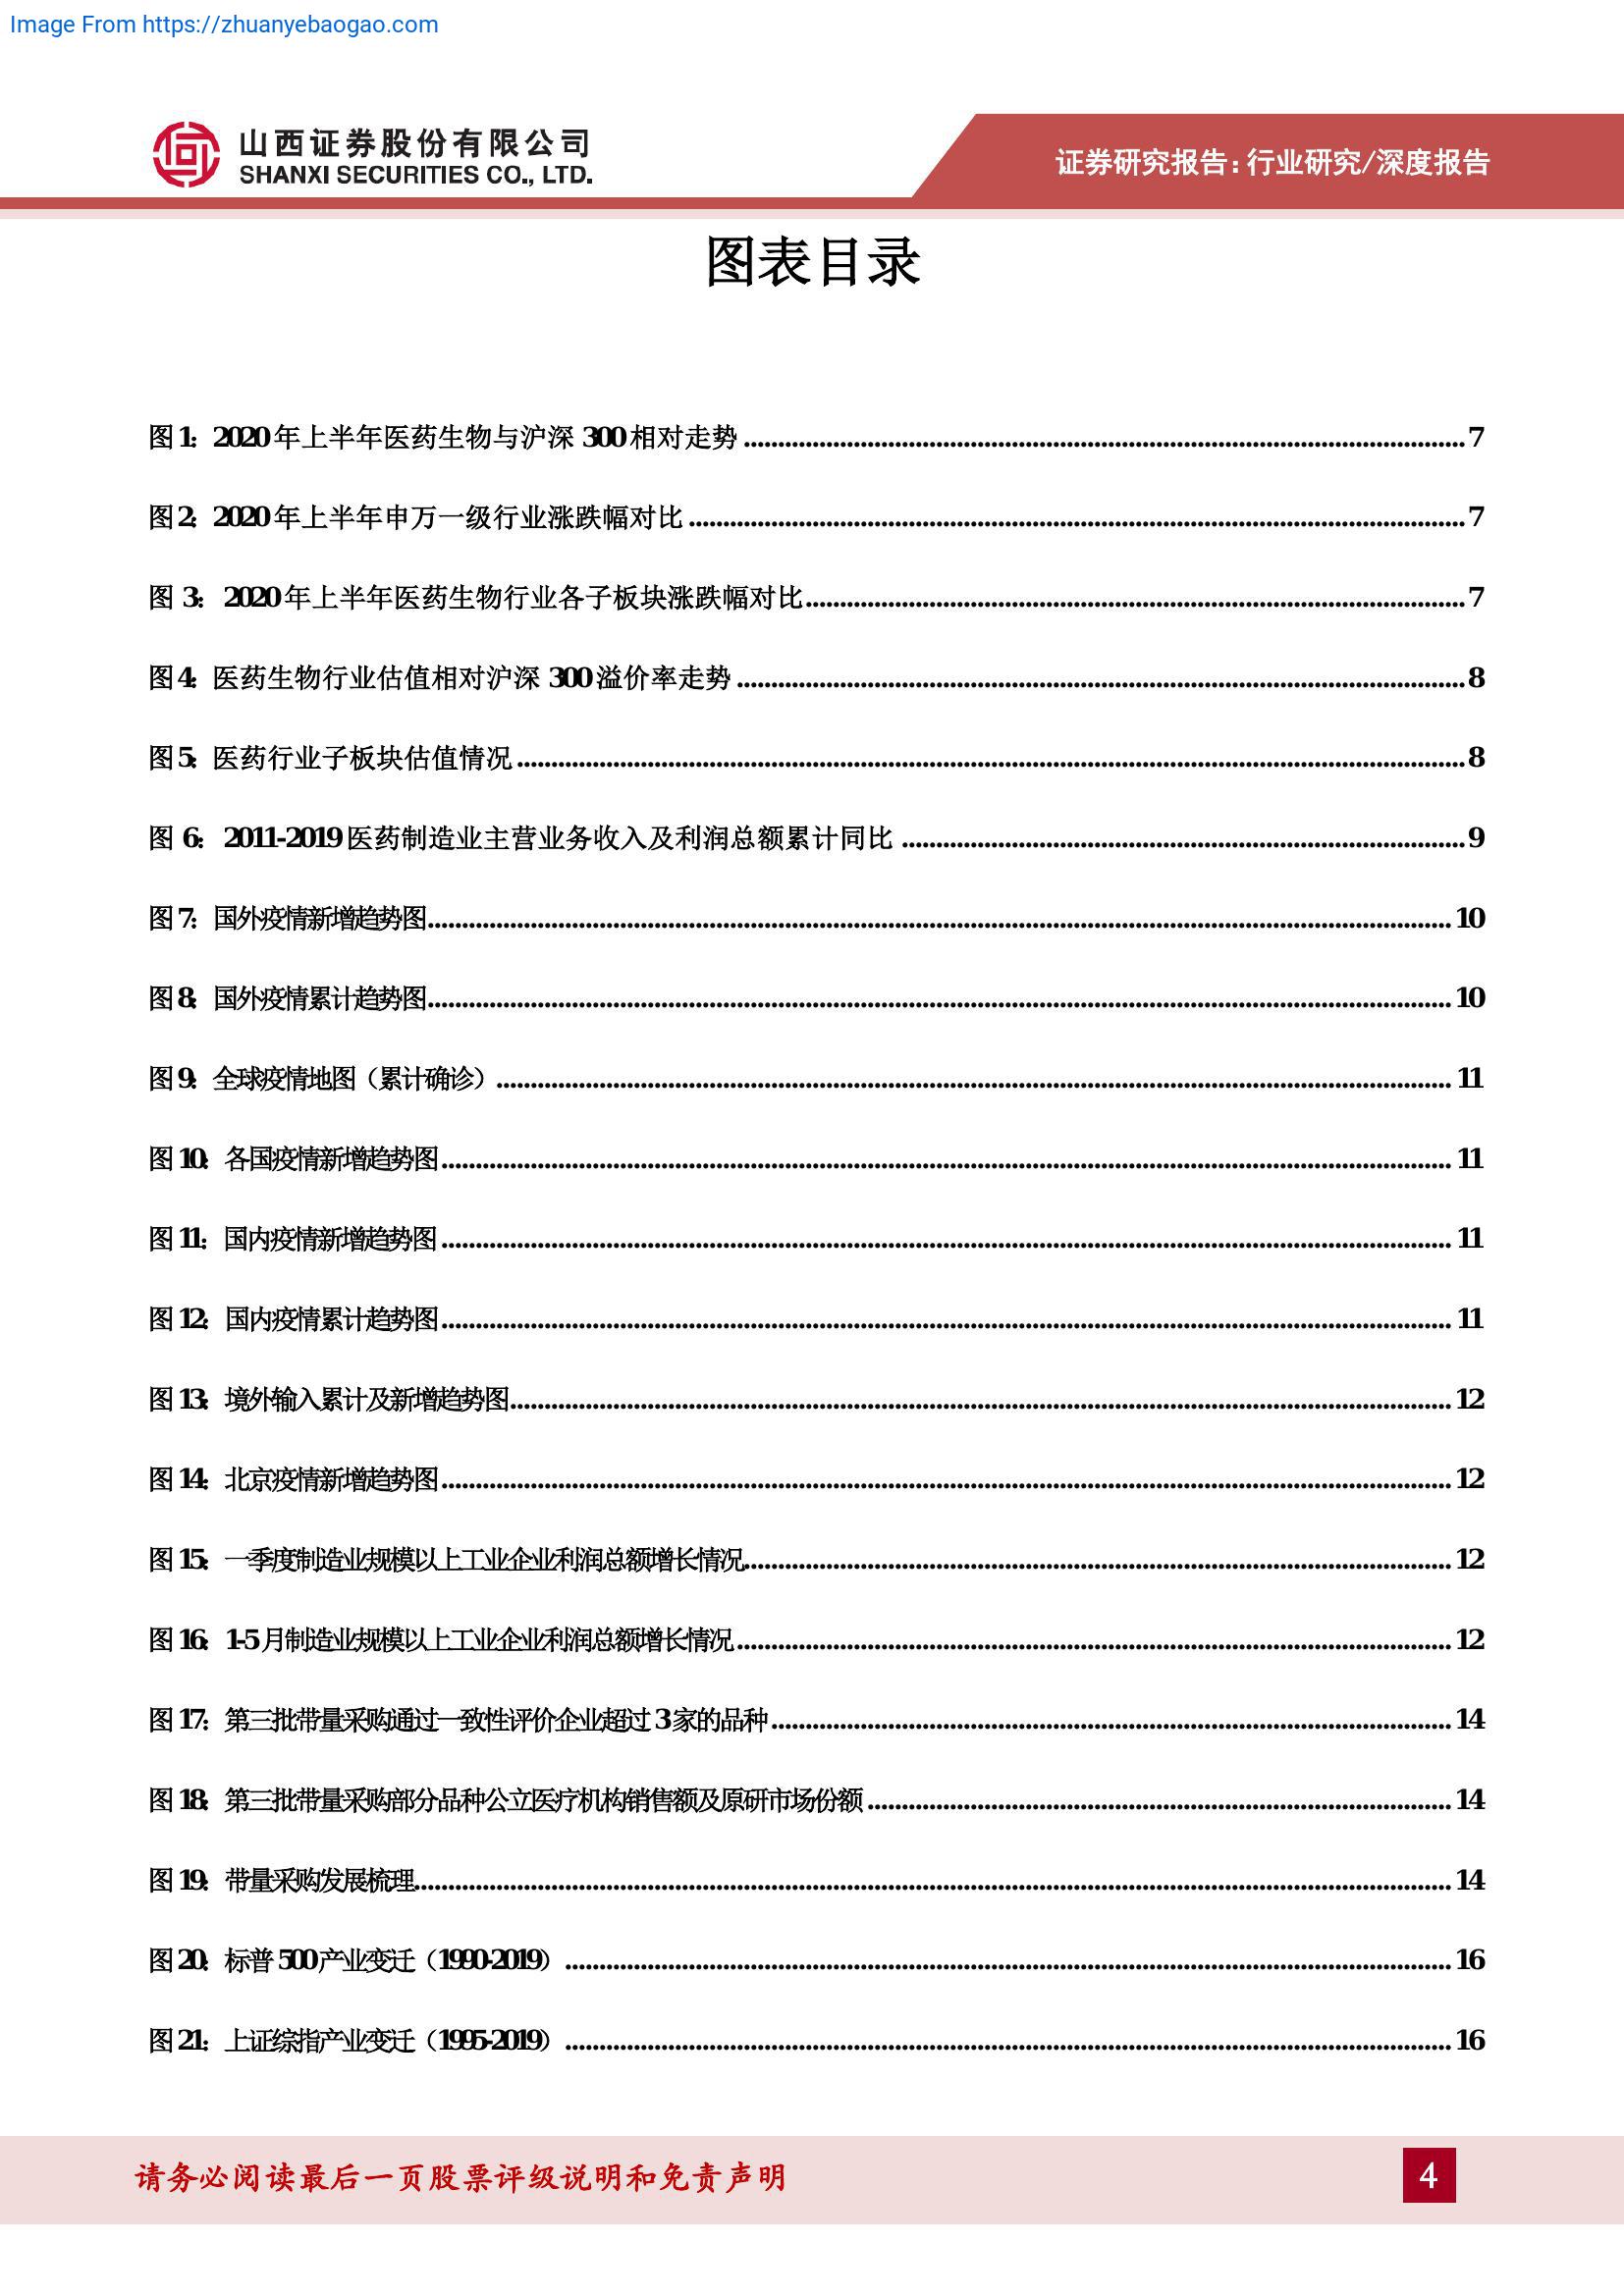 Image From https://zhuanyebaogao.com
山西证券股份有限公司
SHANXI SECURITIES CO., LTD.
证券研究报告：行业研究/深度报告
图表目录
图 1：2020 年上半年医药生物与沪深 300 相对走势 7
图 2：2020 年上半年申万一级行业涨跌幅对比 7
图 3：2020 年上半年医药生物行业各子板块涨跌幅对比 7
图 4：医药生物行业估值相对沪深 300 溢价率走势 8
图 5：医药行业子板块估值情况 8
图 6：2011-2019 医药制造业主营业务收入及利润总额累计同比 9
图 7：国外疫情新增趋势图 10
图 8：国外疫情累计趋势图 10
图 9：全球疫情地图（累计确诊） 11
图 10：各国疫情新增趋势图 11
图 11：国内疫情新增趋势图 11
图 12：国内疫情累计趋势图 11
图 13：境外输入累计及新增趋势图 12
图 14：北京疫情新增趋势图 12
图 15：一季度制造业规模以上工业企业利润总额增长情况 12
图 16：1-5 月制造业规模以上工业企业利润总额增长情况 12
图 17：第三批带量采购通过一致性评价企业超过 3 家的品种 14
图 18：第三批带量采购部分品种公立医疗机构销售额及原研市场份额 14
图 19：带量采购发展梳理 14
图 20：标普 500 产业变迁（1990-2019） 16
图 21：上证综指产业变迁（1995-2019） 16
请务必阅读最后一页股票评级说明和免责声明
4